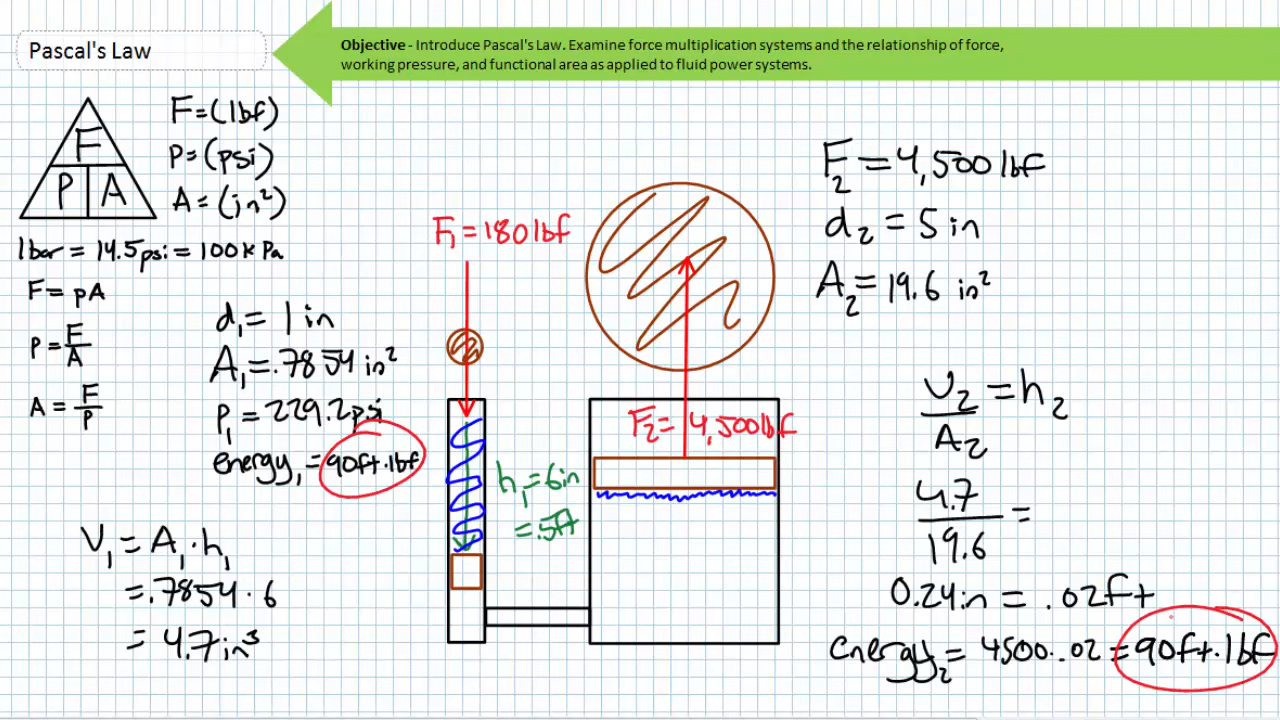 Pascal's Law
Objective - Introduce Pascal's Law. Examine force multiplication systems and the relationship of force,
working pressure, and functional area as applied to fluid power systems.
F
P A
F=(lbf)
P=(psi)
A=(in²)
1bar = 14.5psi = 100kPa
F= pA
P= F/A
A= F/P
d₁= 1 in
A₁=.7854 in²
P₁=229.2psi
energy₁=90ft.lbf
V₁=A₁·h₁
=.7854·6
=4.7in³
F₁=180lbf
h₁=6in
=.5ft
F₂=4,500lbf
F₂=4,500lbf
d₂=5in
A₂=19.6 in²
V₂/A₂=h₂
4.7/19.6=
0.24in=.02ft
energy₂=4500·.02=90ft.lbf